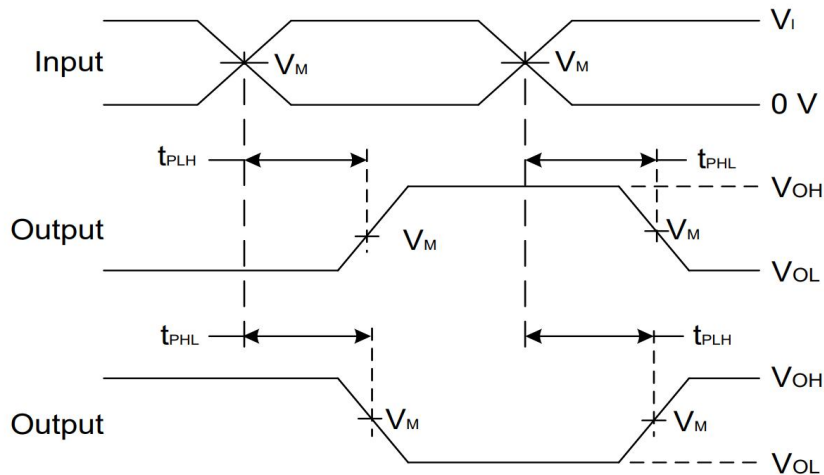 VI
Input
VM
VM
0 V
tPLH
tPHL
VOH
Output
VM
VM
VOL
tPHL
tPLH
VOH
Output
VM
VM
VOL